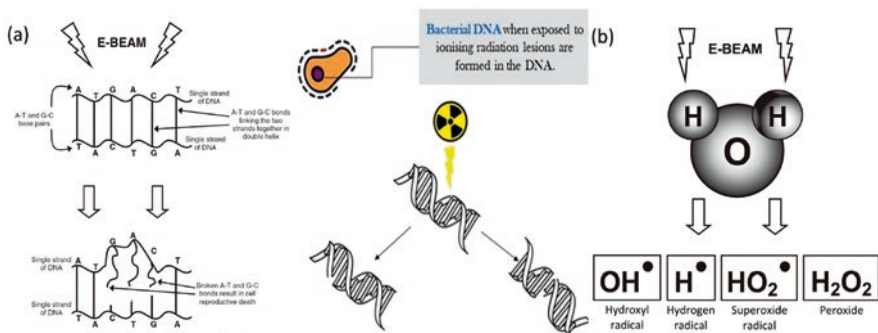 (a)
E-BEAM
A T G A C T
Single strand
of DNA
A-T and G-C
base pairs
A-T and G-C bonds
linking the two
strands together in
double helix
Single strand
of DNA
T A C T G A
Single strand
of DNA
A T G A C T
Broken A-T and G-C
bonds result in cell
reproductive death
Single strand
of DNA
T A C T G A
Bacterial DNA when exposed to
ionising radiation lesions are
formed in the DNA.
(b)
E-BEAM
H H
O
OH•
Hydroxyl
radical
H•
Hydrogen
radical
HO₂•
Superoxide
radical
H₂O₂
Peroxide